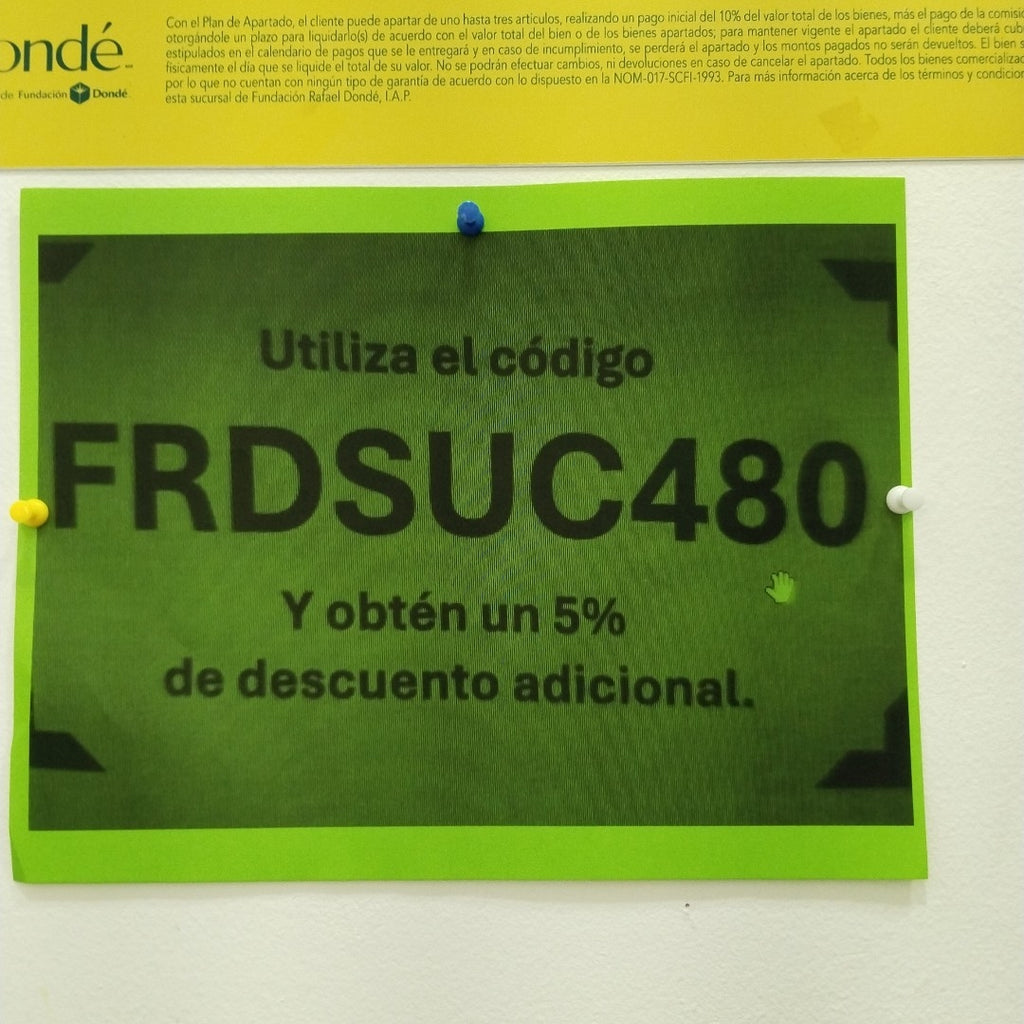 ondé
de Fundación Dondé
Con el Plan de Apartado, el cliente puede apartar de uno hasta tres artículos, realizando un pago inicial del 10% del valor total de los bienes, más el pago de la comisió
otorgándole un plazo para liquidarlo(s) de acuerdo con el valor total del bien o de los bienes apartados; para mantener vigente el apartado el cliente deberá cub
estipulados en el calendario de pagos que se le entregará y en caso de incumplimiento, se perderá el apartado y los montos pagados no serán devueltos. El bien s
físicamente el día que se liquide el total de su valor. No se podrán efectuar cambios, ni devoluciones en caso de cancelar el apartado. Todos los bienes comercializa
por lo que no cuentan con ningún tipo de garantía de acuerdo con lo dispuesto en la NOM-017-SCFI-1993. Para más información acerca de los términos y condicion
esta sucursal de Fundación Rafael Dondé, I.A.P.
Utiliza el código
FRDSUC480
Y obtén un 5%
de descuento adicional.